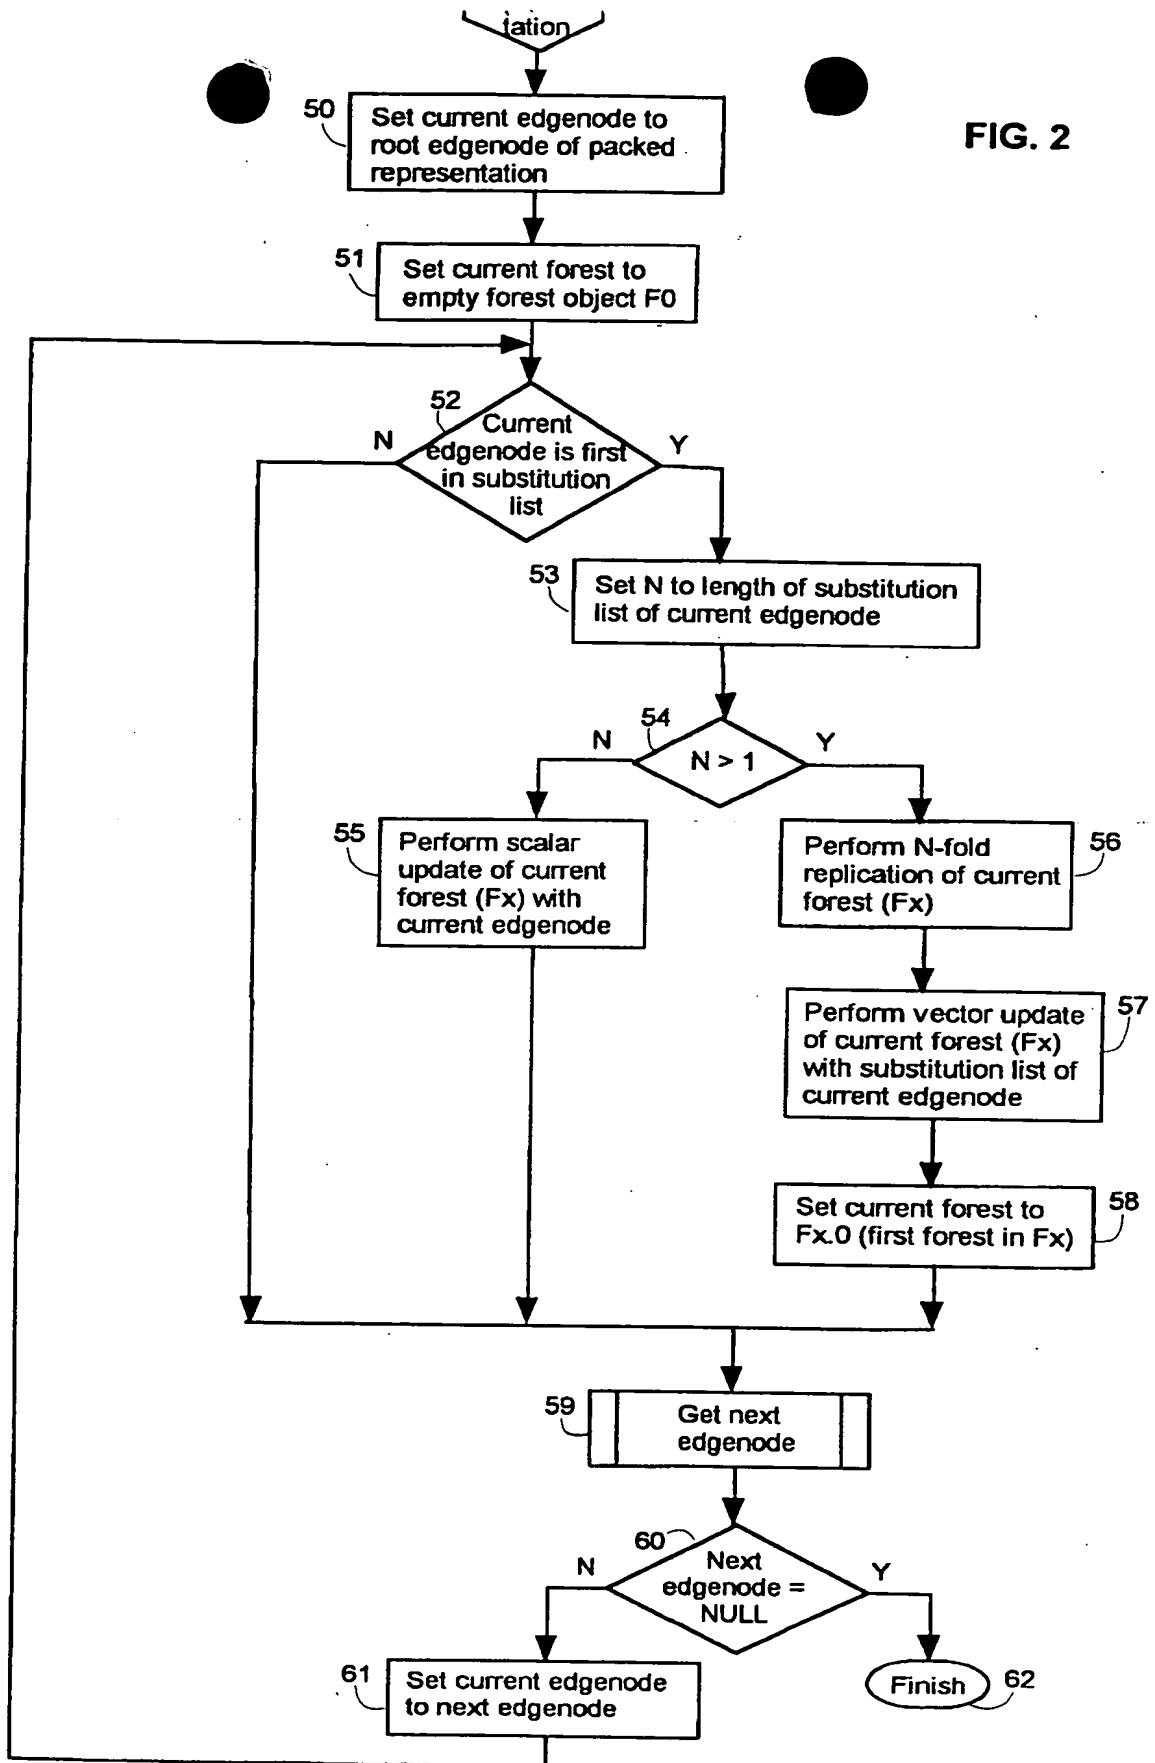 tation
50
Set current edgenode to
root edgenode of packed
representation
FIG. 2
51
Set current forest to
empty forest object F0
52
N
Y
Current
edgenode is first
in substitution
list
53
Set N to length of substitution
list of current edgenode
54
N
Y
N > 1
55
Perform scalar
update of current
forest (Fx) with
current edgenode
56
Perform N-fold
replication of current
forest (Fx)
57
Perform vector update
of current forest (Fx)
with substitution list of
current edgenode
58
Set current forest to
Fx.0 (first forest in Fx)
59
Get next
edgenode
60
N
Y
Next
edgenode =
NULL
61
Set current edgenode
to next edgenode
Finish
62